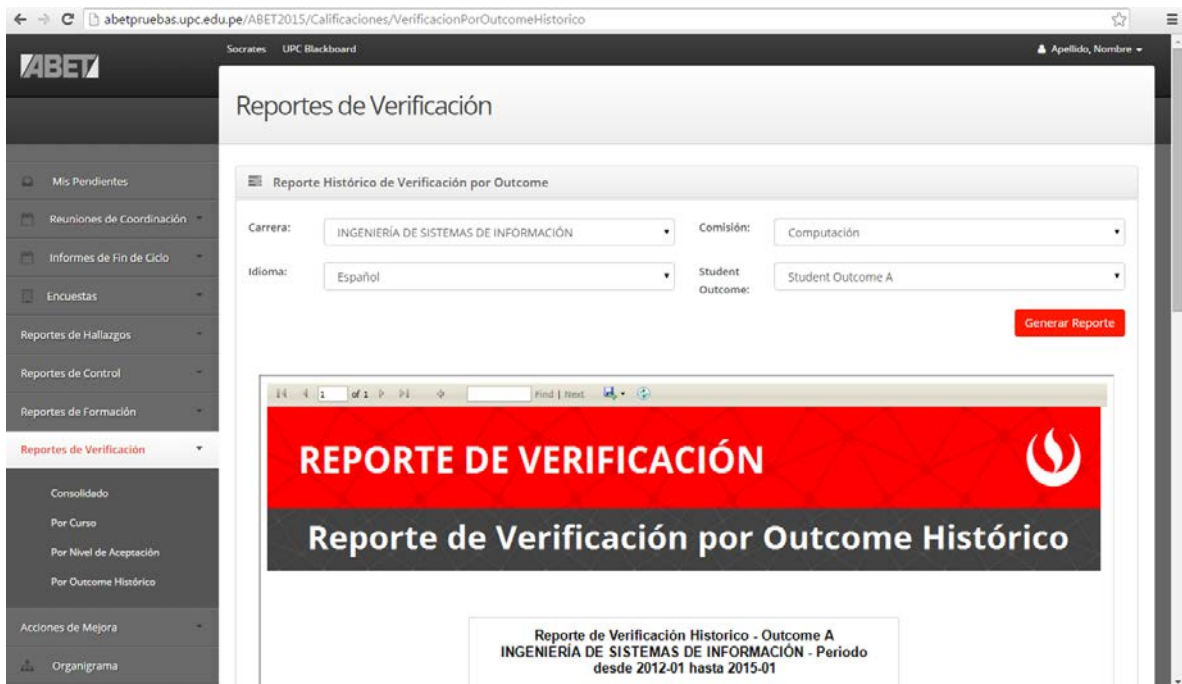 abetpruebas.upc.edu.pe/ABET2015/Calificaciones/VerificacionPorOutcomeHistorico
ABET
Socrates UPC Blackboard
Apellido, Nombre
Reportes de Verificación
Mis Pendientes
Reuniones de Coordinación
Informes de Fin de Ciclo
Encuestas
Reportes de Hallazgos
Reportes de Control
Reportes de Formación
Reportes de Verificación
Consolidado
Por Curso
Por Nivel de Aceptación
Por Outcome Histórico
Acciones de Mejora
Organigrama
Reporte Histórico de Verificación por Outcome
Carrera: INGENIERÍA DE SISTEMAS DE INFORMACIÓN
Comisión: Computación
Idioma: Español
Student Outcome: Student Outcome A
Generar Reporte
1 of 1 Find | Next
REPORTE DE VERIFICACIÓN
Reporte de Verificación por Outcome Histórico
Reporte de Verificación Historico - Outcome A
INGENIERÍA DE SISTEMAS DE INFORMACIÓN - Periodo
desde 2012-01 hasta 2015-01